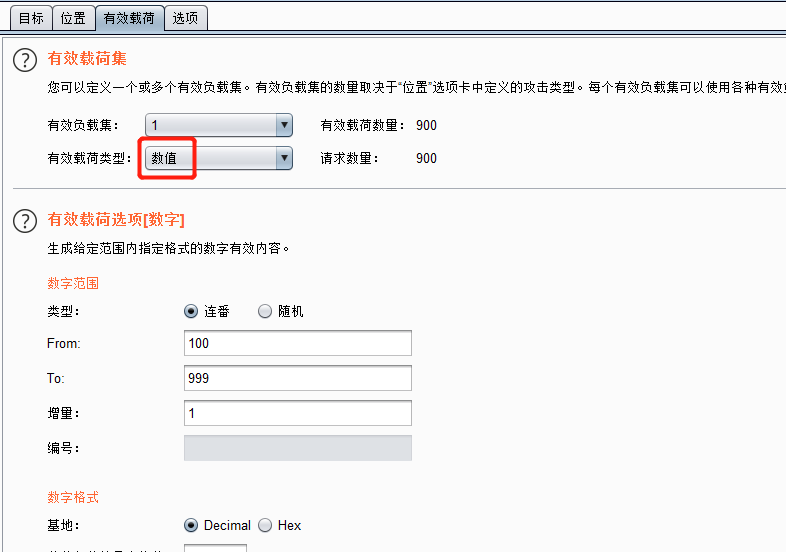 目标 位置 有效载荷 选项
? 有效载荷集
您可以定义一个或多个有效负载集。有效负载集的数量取决于“位置”选项卡中定义的攻击类型。每个有效负载集可以使用各种有效
有效负载集： 1 有效载荷数量： 900
有效载荷类型： 数值 请求数量： 900
? 有效载荷选项[数字]
生成给定范围内指定格式的数字有效内容。
数字范围
类型： 连番 随机
From: 100
To: 999
增量： 1
编号：
数字格式
基地： Decimal Hex